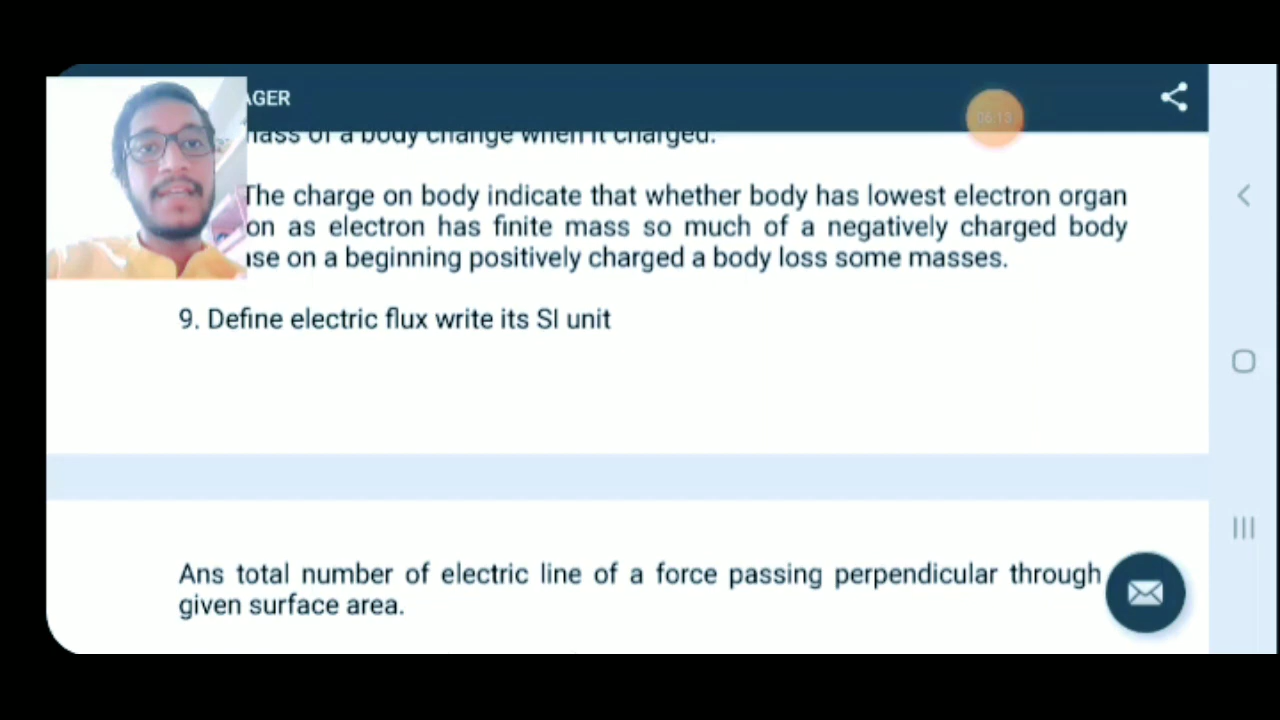 AGER
06:13
mass of a body change when it charged.
The charge on body indicate that whether body has lowest electron organ
on as electron has finite mass so much of a negatively charged body
se on a beginning positively charged a body loss some masses.
9. Define electric flux write its SI unit
Ans total number of electric line of a force passing perpendicular through
given surface area.